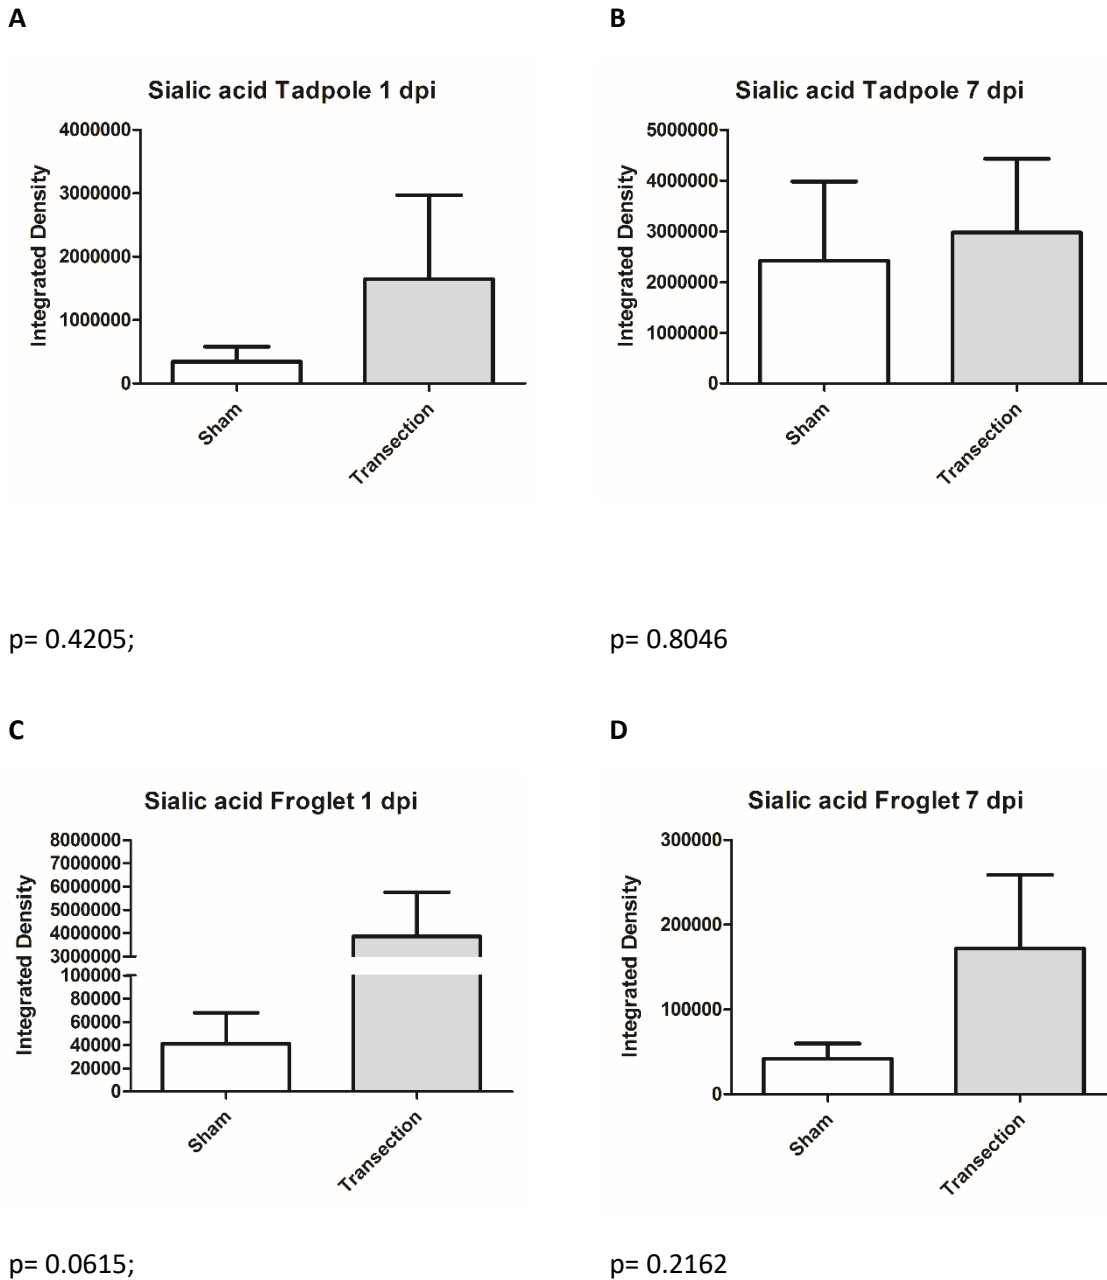 A
Sialic acid Tadpole 1 dpi
4000000
3000000
2000000
1000000
0
Integrated Density
Sham
Transection
p= 0.4205;
B
Sialic acid Tadpole 7 dpi
5000000
4000000
3000000
2000000
1000000
0
Integrated Density
Sham
Transection
p= 0.8046
C
Sialic acid Froglet 1 dpi
8000000
7000000
6000000
5000000
4000000
3000000
100000
80000
60000
40000
20000
0
Integrated Density
Sham
Transection
p= 0.0615;
D
Sialic acid Froglet 7 dpi
300000
200000
100000
0
Integrated Density
Sham
Transection
p= 0.2162